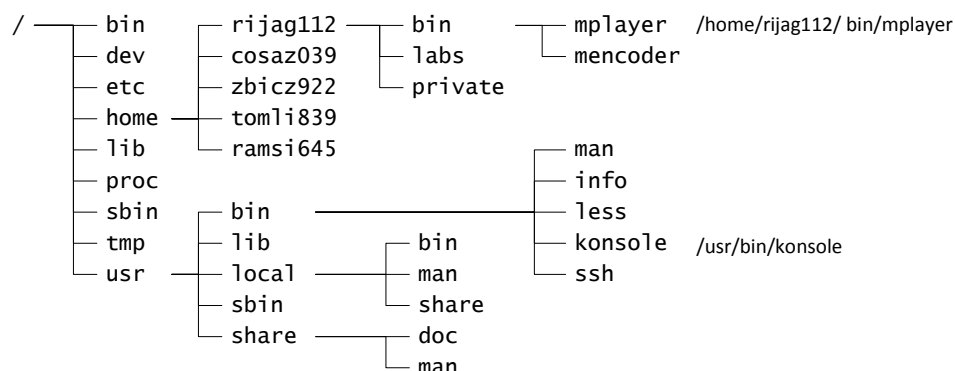 / bin rijag112 bin mplayer /home/rijag112/ bin/mplayer
dev cosaz039 labs mencoder
etc zbicz922 private
home tomli839
lib ramsi645 man
proc info
sbin bin less
tmp lib bin konsole /usr/bin/konsole
usr local man ssh
sbin share
share doc
man